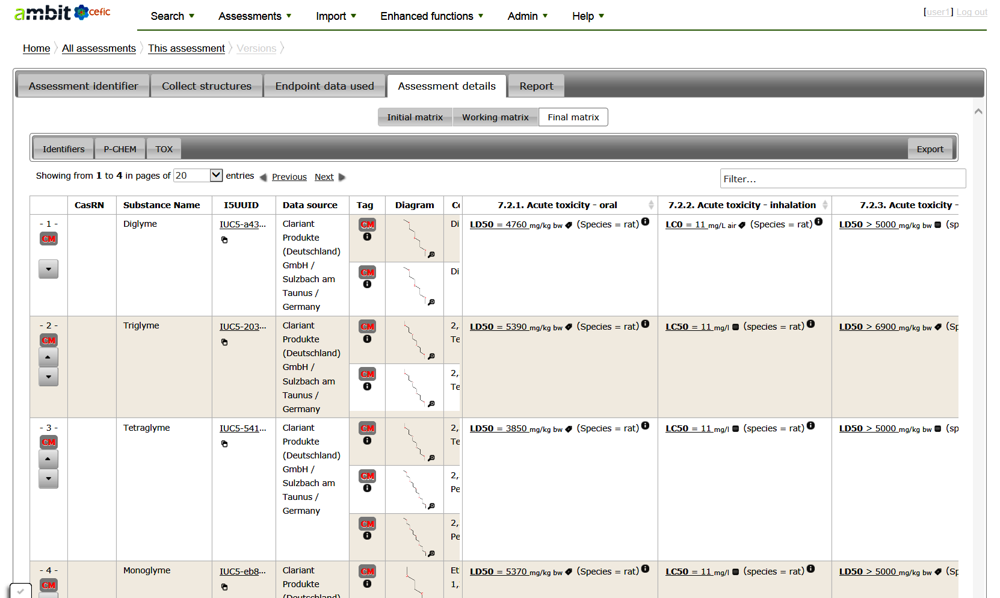 ambit cefic
Search Assessments Import Enhanced functions Admin Help
[user1] Log out
Home All assessments This assessment Versions
Assessment identifier Collect structures Endpoint data used Assessment details Report
Initial matrix Working matrix Final matrix
Identifiers P-CHEM TOX Export
Showing from 1 to 4 in pages of 20 entries Previous Next
Filter...
CasRN Substance Name I5UUID Data source Tag Diagram 7.2.1. Acute toxicity - oral 7.2.2. Acute toxicity - inhalation 7.2.3. Acute toxicity -
- 1 - CM
Diglyme
IUC5-a43...
Clariant
Produkte
(Deutschland)
GmbH /
Sulzbach am
Taunus /
Germany
CM Di
CM Di
LD50 = 4760 mg/kg bw (Species = rat)
LC0 = 11 mg/L air (Species = rat)
LD50 > 5000 mg/kg bw (sp
- 2 - CM
Triglyme
IUC5-203...
Clariant
Produkte
(Deutschland)
GmbH /
Sulzbach am
Taunus /
Germany
CM 2,
Te
CM 2,
Te
LD50 = 5390 mg/kg bw (Species = rat)
LC50 = 11 mg/l (species = rat)
LD50 > 6900 mg/kg bw (Sp
- 3 - CM
Tetraglyme
IUC5-541...
Clariant
Produkte
(Deutschland)
GmbH /
Sulzbach am
Taunus /
Germany
CM 2,
Te
CM 2,
Pe
CM 2,
Pe
LD50 = 3850 mg/kg bw (Species = rat)
LC50 = 11 mg/l (species = rat)
LD50 > 5000 mg/kg bw (sp
- 4 - CM
Monoglyme
IUC5-eb8...
Clariant
Produkte
(Deutschland)
CM Et
1,
LD50 = 5370 mg/kg bw (Species = rat)
LC50 = 11 mg/l (species = rat)
LD50 > 5000 mg/kg bw (Sp